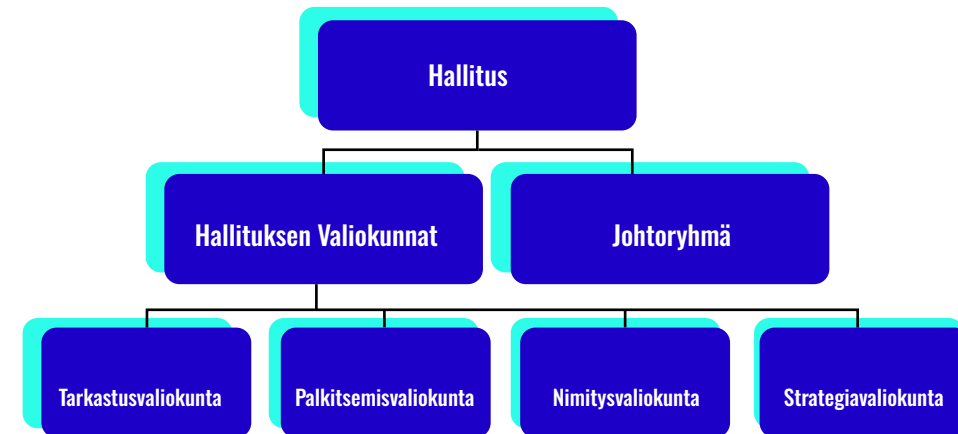 Hallitus
Hallituksen Valiokunnat
Johtoryhmä
Tarkastusvaliokunta
Palkitsemisvaliokunta
Nimitysvaliokunta
Strategiavaliokunta